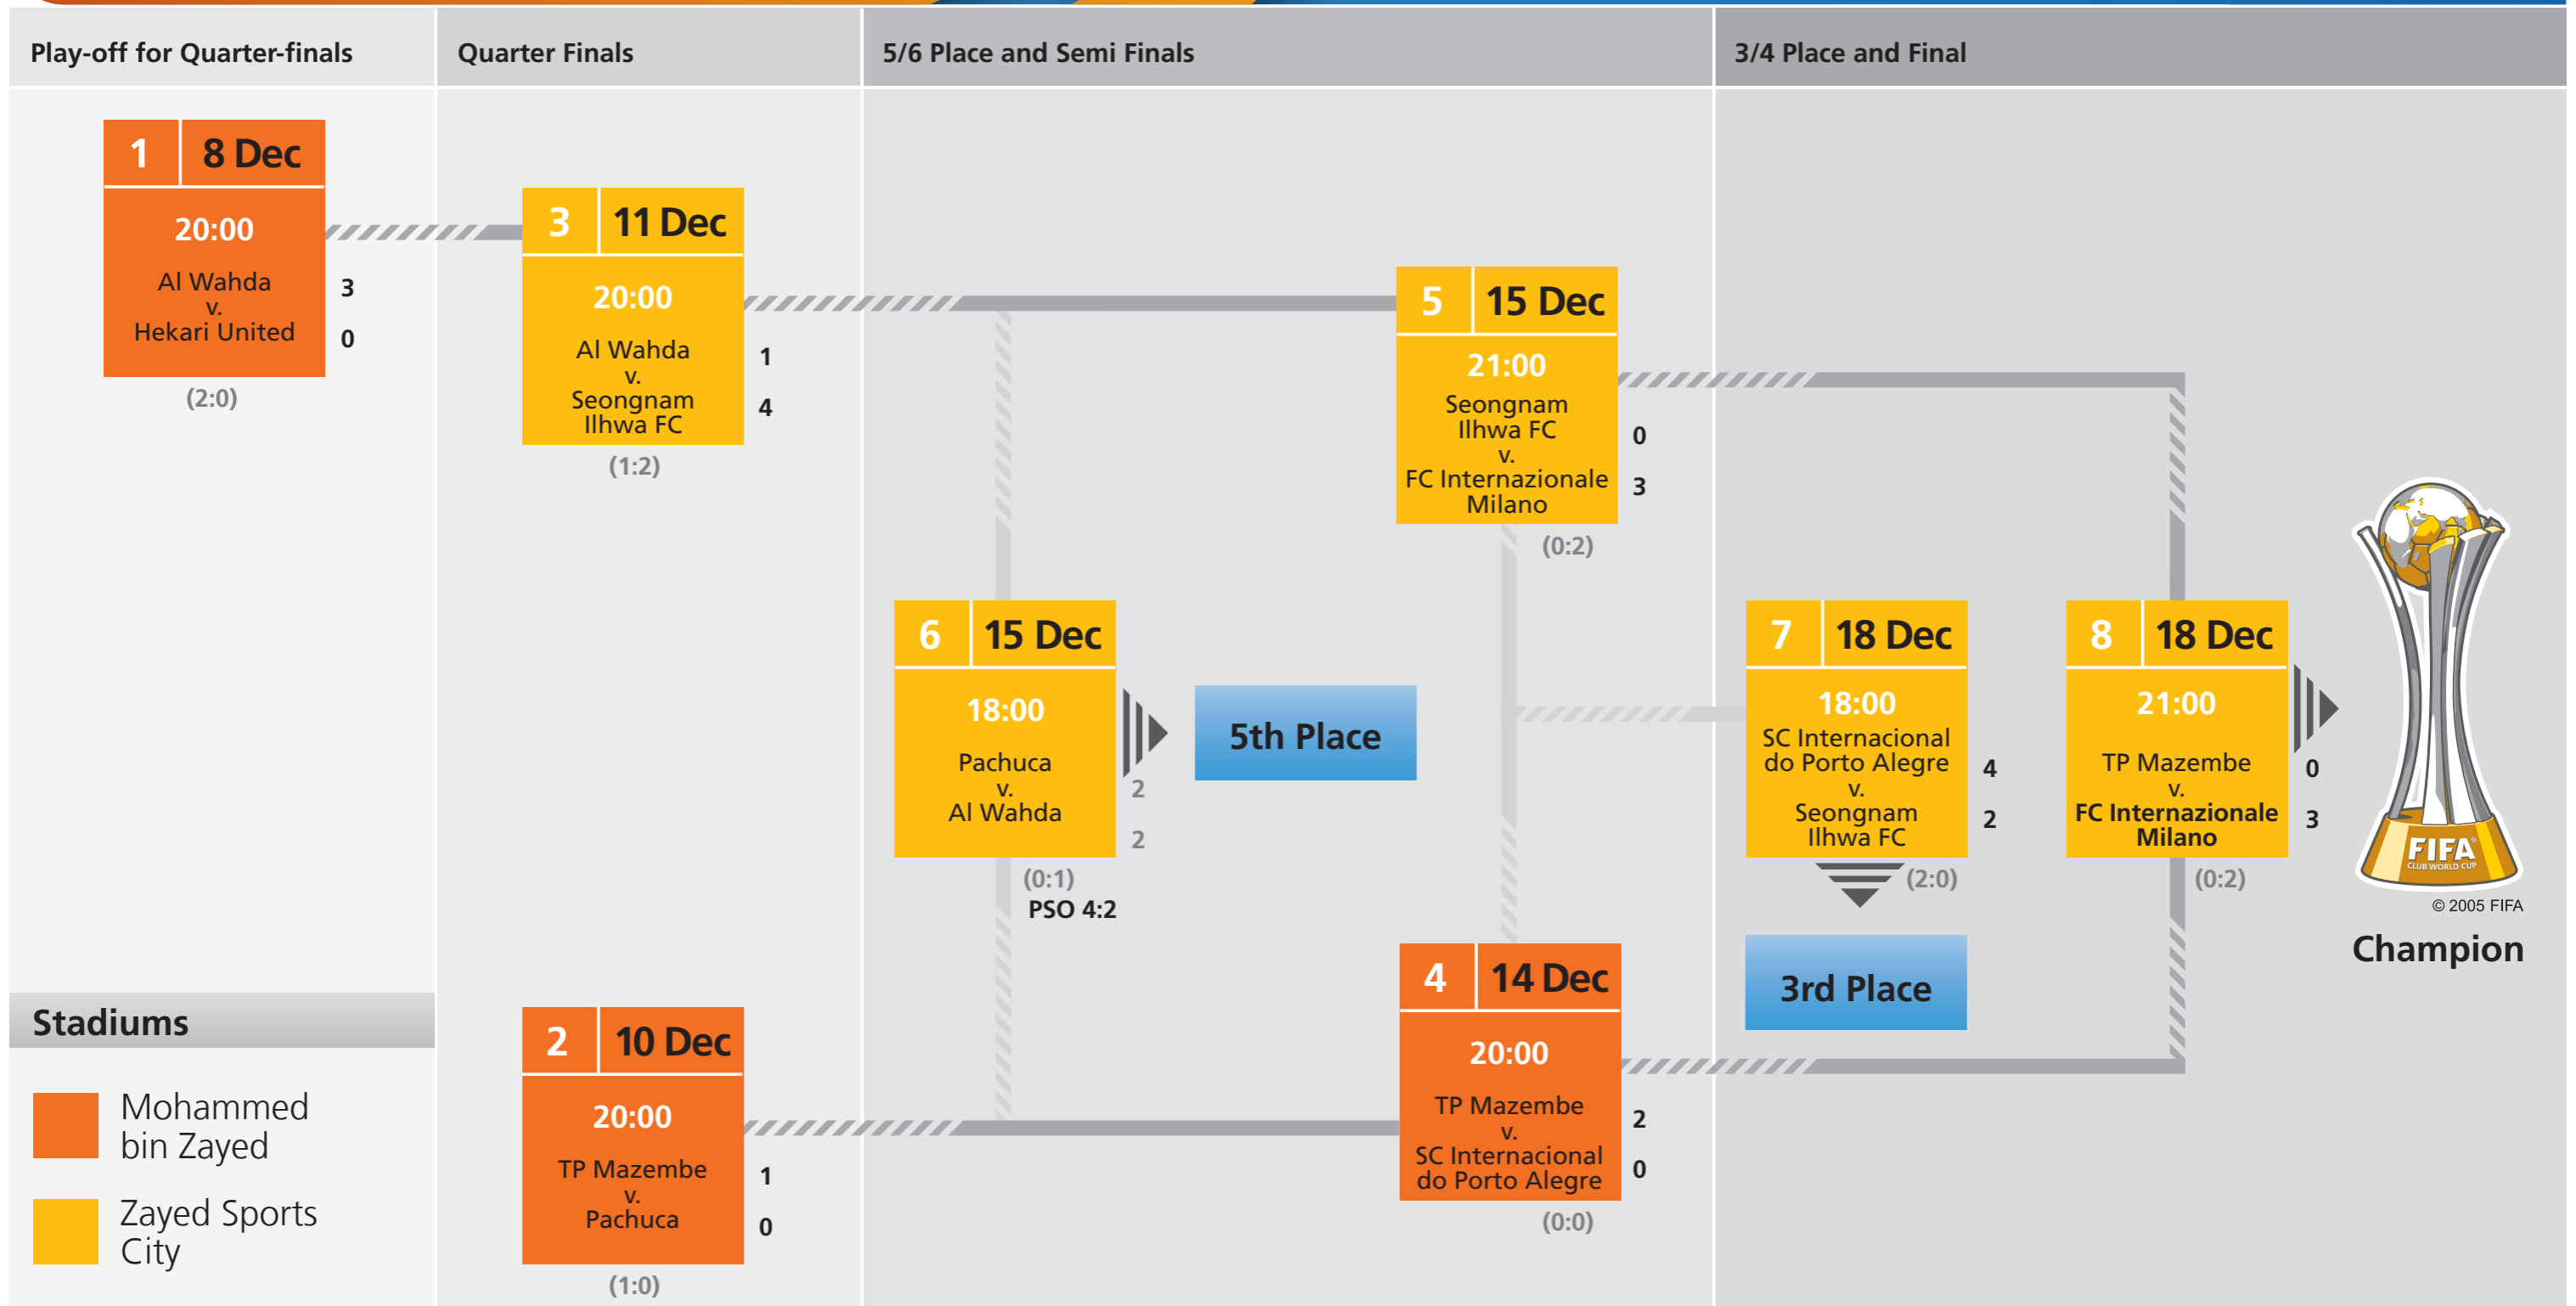 Play-off for Quarter-finals
Quarter Finals
5/6 Place and Semi Finals
3/4 Place and Final
1 8 Dec
20:00
Al Wahda
v.
Hekari United
3
0
(2:0)
3 11 Dec
20:00
Al Wahda
v.
Seongnam
Ilhwa FC
1
4
(1:2)
5 15 Dec
21:00
Seongnam
Ilhwa FC
v.
FC Internazionale
Milano
0
3
(0:2)
6 15 Dec
18:00
Pachuca
v.
Al Wahda
2
2
(0:1)
PSO 4:2
5th Place
7 18 Dec
18:00
SC Internacional
do Porto Alegre
v.
Seongnam
Ilhwa FC
4
2
(2:0)
3rd Place
8 18 Dec
21:00
TP Mazembe
v.
FC Internazionale
Milano
0
3
(0:2)
FIFA®
CLUB WORLD CUP
© 2005 FIFA
Champion
4 14 Dec
20:00
TP Mazembe
v.
SC Internacional
do Porto Alegre
2
0
(0:0)
2 10 Dec
20:00
TP Mazembe
v.
Pachuca
1
0
(1:0)
Stadiums
Mohammed
bin Zayed
Zayed Sports
City